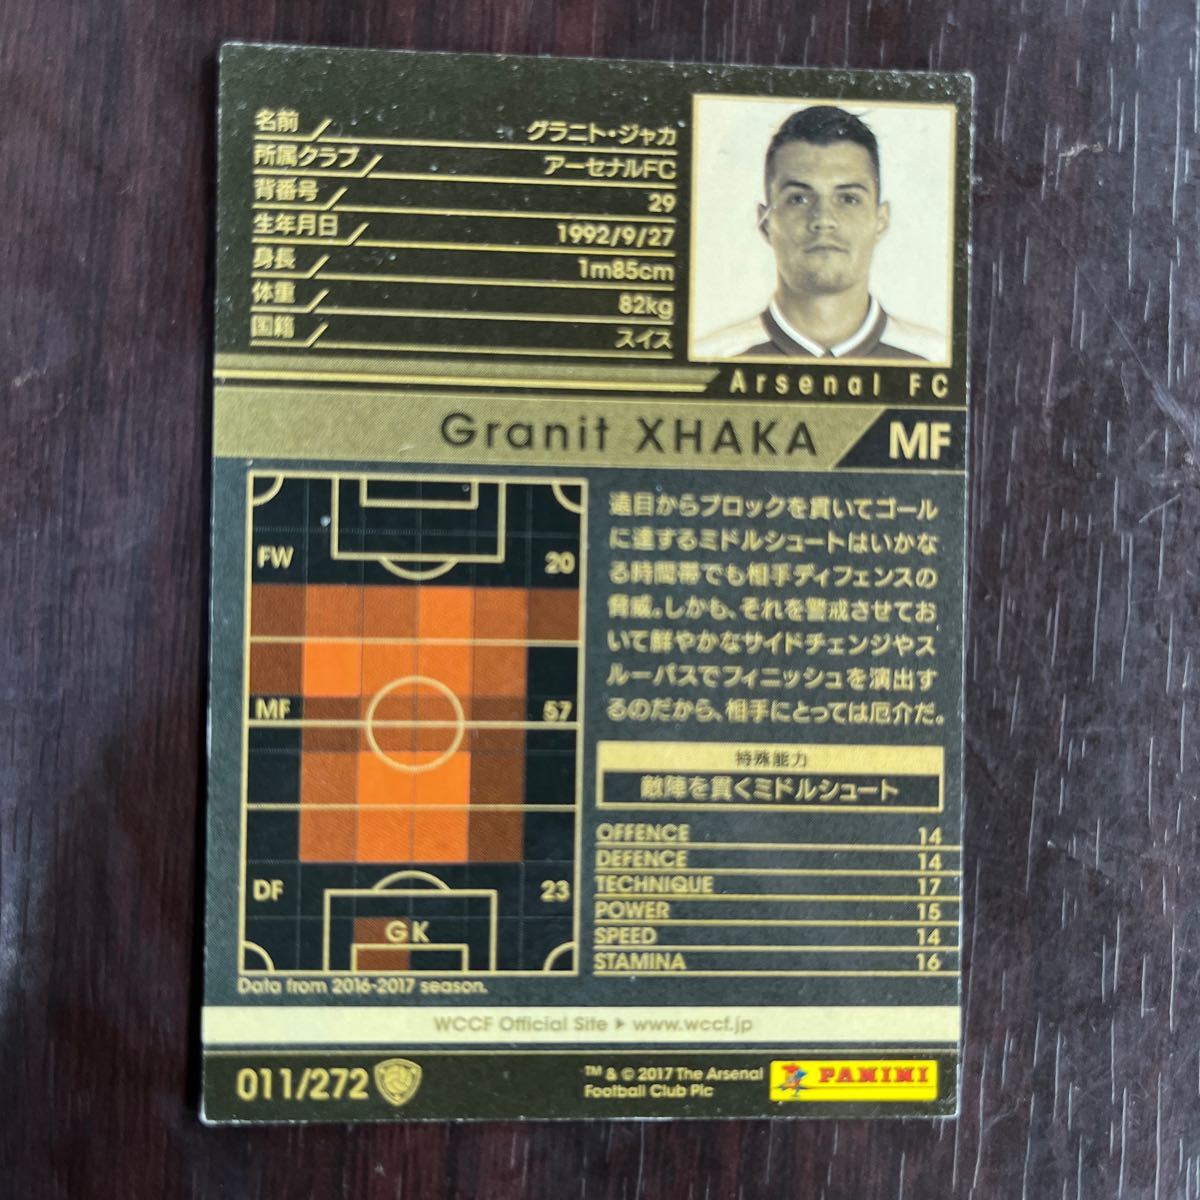 名前 グラニト・ジャカ
所属クラブ アーセナルFC
背番号 29
生年月日 1992/9/27
身長 1m85cm
体重 82kg
国籍 スイス
Arsenal FC
Granit XHAKA MF
FW 20
MF 57
DF 23
GK
Data from 2016-2017 season.
遠目からブロックを貫いてゴール
に達するミドルシュートはいかな
る時間帯でも相手ディフェンスの
脅威。しかも、それを警戒させてお
いて鮮やかなサイドチェンジやス
ルーパスでフィニッシュを演出す
るのだから、相手にとっては厄介だ。
特殊能力
敵陣を貫くミドルシュート
OFFENCE 14
DEFENCE 14
TECHNIQUE 17
POWER 15
SPEED 14
STAMINA 16
WCCF Official Site ▶ www.wccf.jp
011/272
™ & © 2017 The Arsenal
Football Club Plc
PANINI